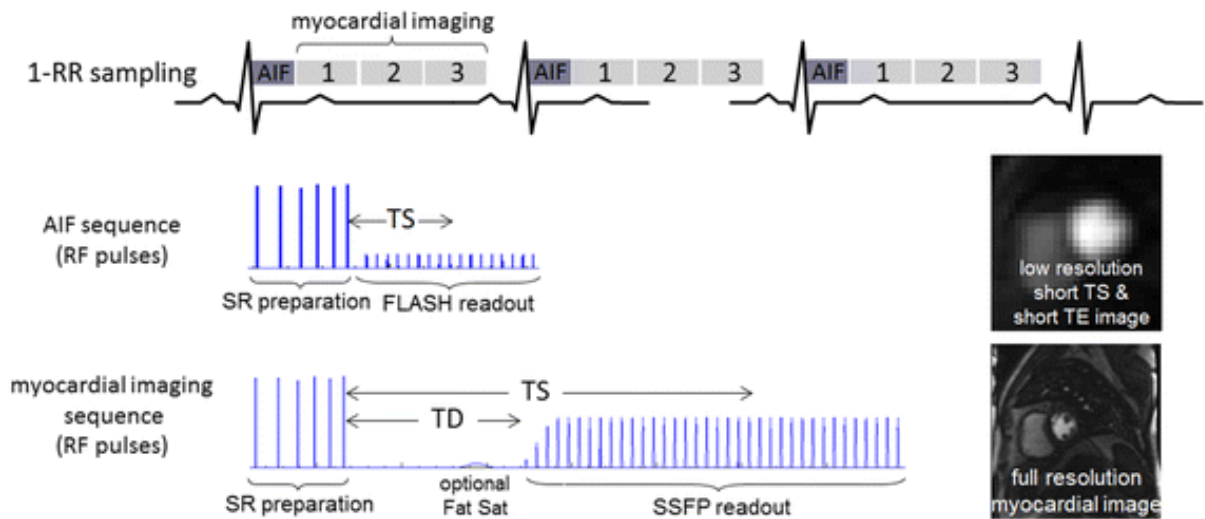 myocardial imaging
1-RR sampling
AIF 1 2 3 AIF 1 2 3 AIF 1 2 3
AIF sequence
(RF pulses)
TS
SR preparation FLASH readout
low resolution
short TS &
short TE image
myocardial imaging
sequence
(RF pulses)
TS
TD
SR preparation
optional
Fat Sat
SSFP readout
full resolution
myocardial image